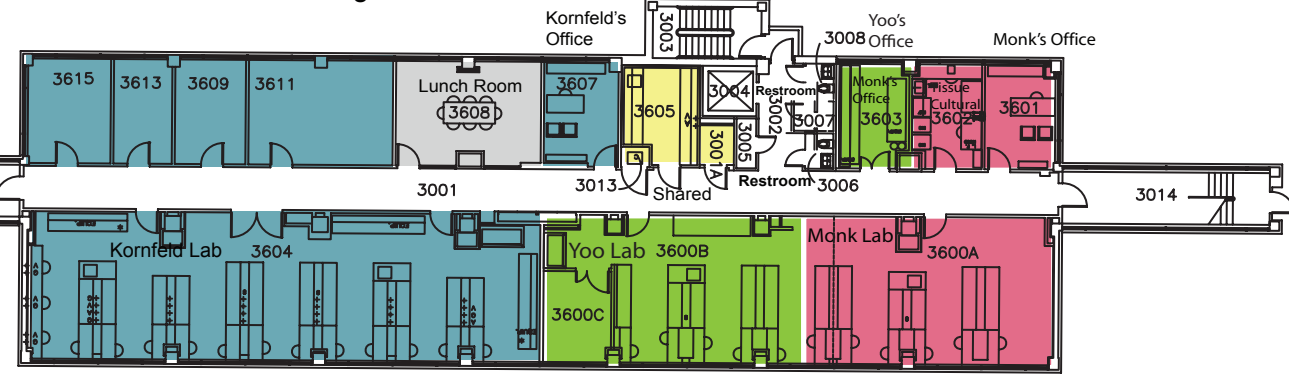 Kornfeld's
Office
3003
3008
Yoo's
Office
Monk's Office
3615
3613
3609
3611
Lunch Room
3608
3607
3605
3004
Restroom
3002
3007
Monk's
Office
3603
Tissue
Cultural
3602
3601
3001A
3005
3001
3013
Shared
Restroom
3006
3014
Kornfeld Lab
3604
Yoo Lab
3600B
Monk Lab
3600A
3600C